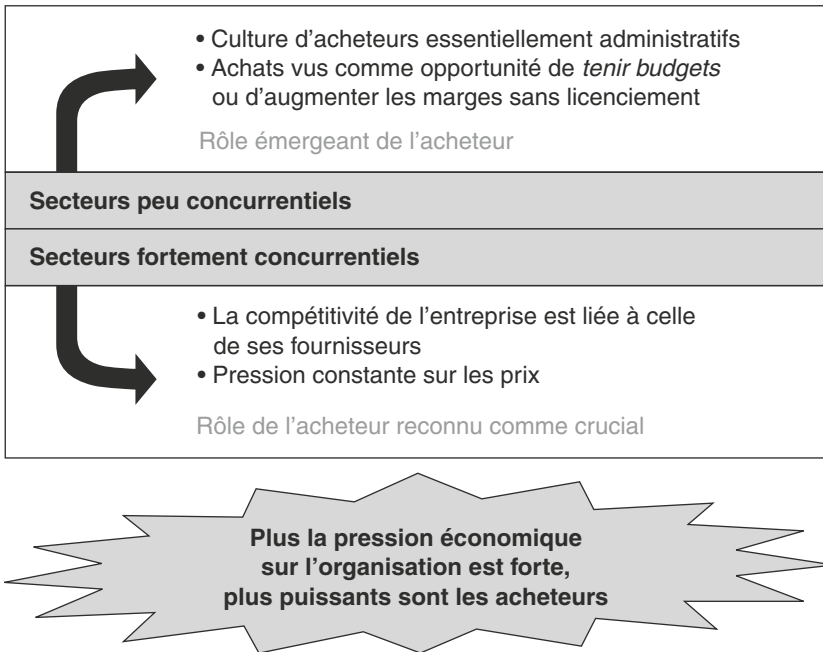 • Culture d’acheteurs essentiellement administratifs
• Achats vus comme opportunité de tenir budgets
ou d’augmenter les marges sans licenciement
Rôle émergeant de l’acheteur
Secteurs peu concurrentiels
Secteurs fortement concurrentiels
• La compétitivité de l’entreprise est liée à celle
de ses fournisseurs
• Pression constante sur les prix
Rôle de l’acheteur reconnu comme crucial
Plus la pression économique
sur l’organisation est forte,
plus puissants sont les acheteurs